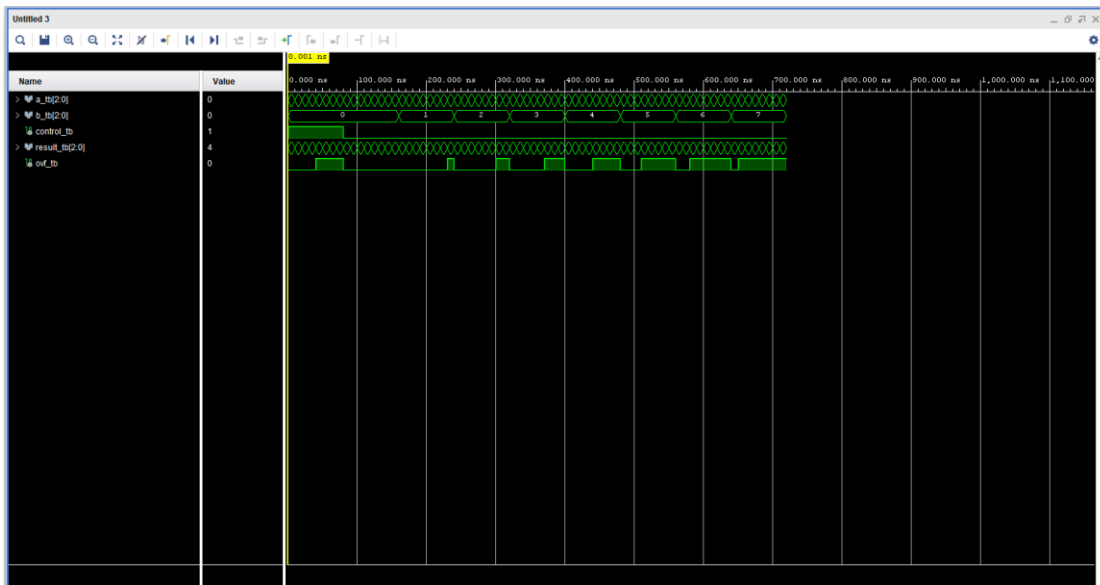 Untitled 3
0.001 ns
Name Value
0.000 ns 100.000 ns 200.000 ns 300.000 ns 400.000 ns 500.000 ns 600.000 ns 700.000 ns 800.000 ns 900.000 ns 1,000.000 ns 1,100.000
a_tb[2:0] 0
b_tb[2:0] 0 0 1 2 3 4 5 6 7
control_tb 1
result_tb[2:0] 4
ovf_tb 0